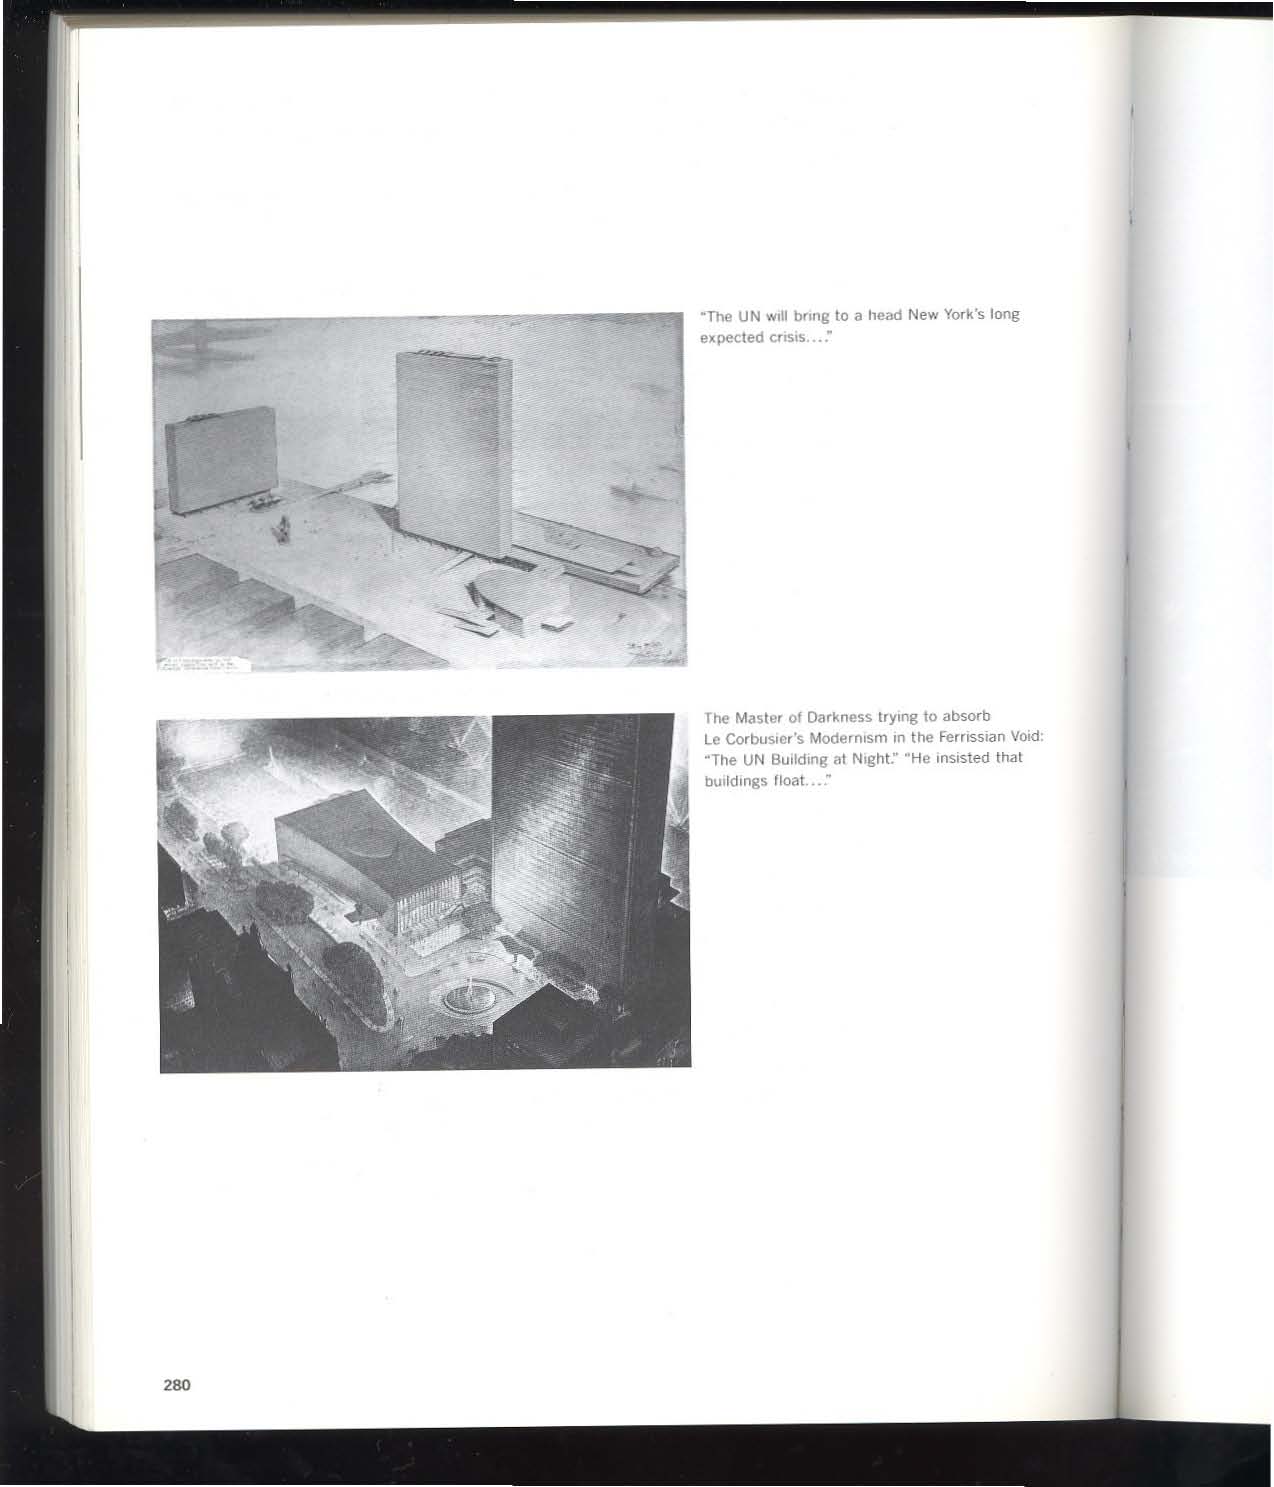 “The UN will bring to a head New York’s long
expected crisis....”
The Master of Darkness trying to absorb
Le Corbusier’s Modernism in the Ferrissian Void:
“The UN Building at Night.” “He insisted that
buildings float....”
280